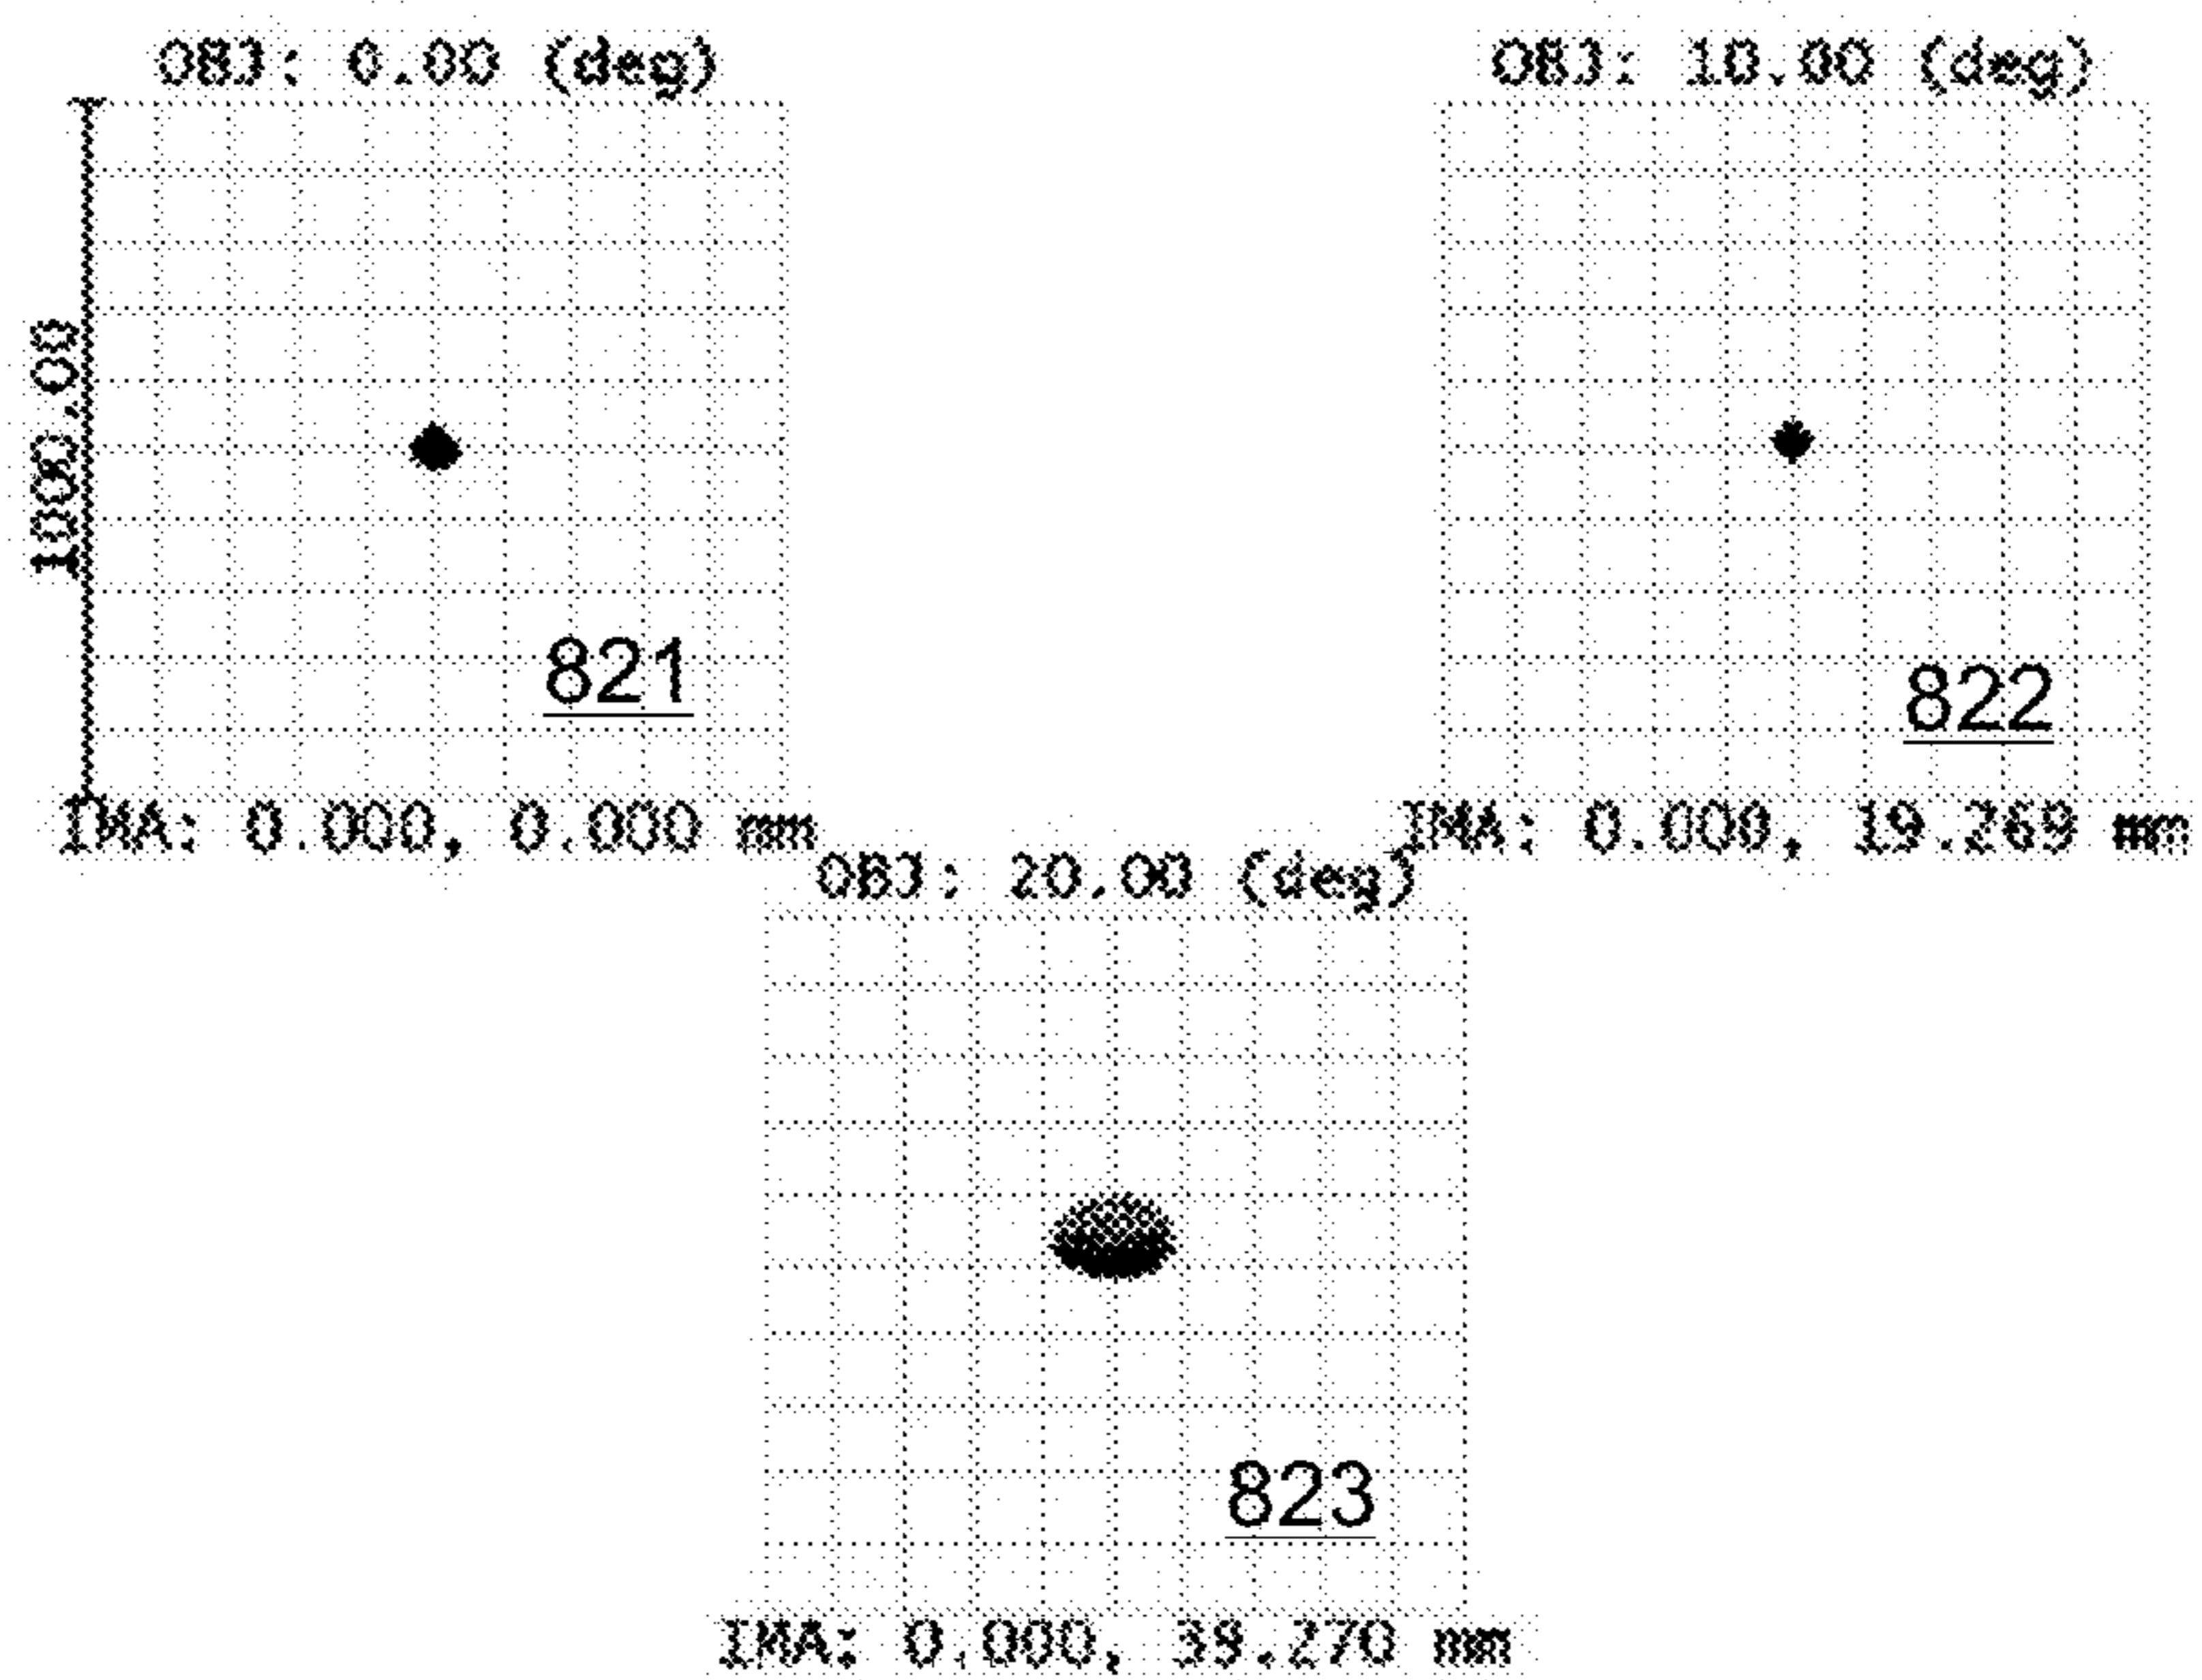 OBJ: 0.00 (deg)
OBJ: 10.00 (deg)
1000.00
821
822
IMA: 0.000, 0.000 mm
IMA: 0.000, 19.269 mm
OBJ: 20.00 (deg)
823
IMA: 0.000, 39.270 mm